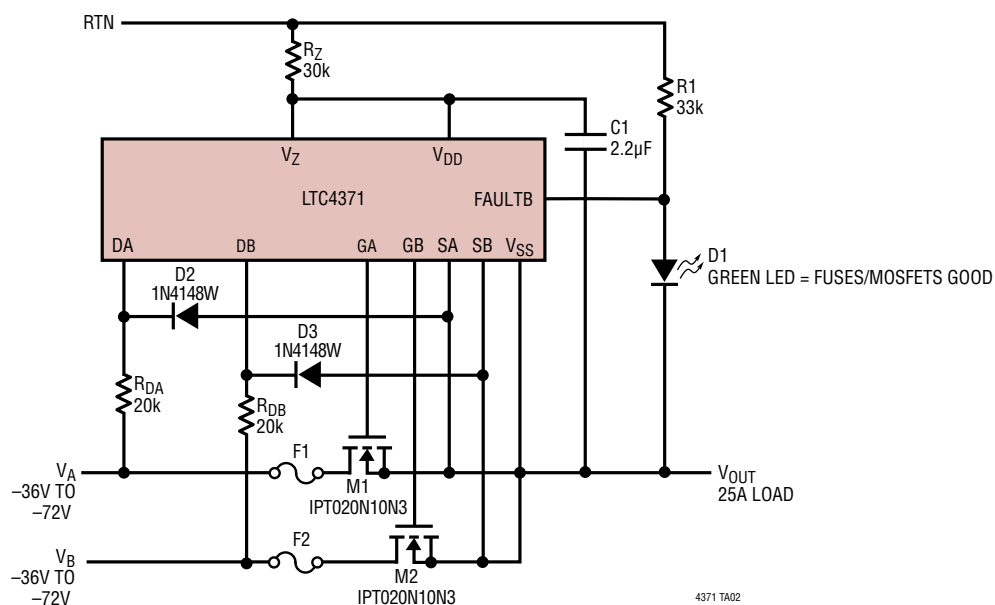 RTN
RZ
30k
R1
33k
C1
2.2µF
VZ
VDD
LTC4371
FAULTB
DA
DB
GA
GB
SA
SB
VSS
D1
GREEN LED = FUSES/MOSFETS GOOD
D2
1N4148W
D3
1N4148W
RDA
20k
RDB
20k
F1
VA
–36V TO
–72V
M1
IPT020N10N3
VOUT
25A LOAD
F2
VB
–36V TO
–72V
M2
IPT020N10N3
4371 TA02